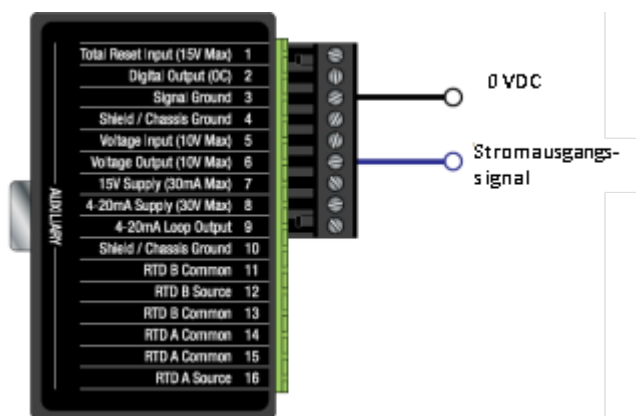 Total Reset Input (15V Max) 1
Digital Output (OC) 2
Signal Ground 3
Shield / Chassis Ground 4
Voltage Input (10V Max) 5
Voltage Output (10V Max) 6
15V Supply (30mA Max) 7
4-20mA Supply (30V Max) 8
4-20mA Loop Output 9
Shield / Chassis Ground 10
RTD B Common 11
RTD B Source 12
RTD B Common 13
RTD A Common 14
RTD A Common 15
RTD A Source 16
AUXILIARY
0 VDC
Stromausgangs-
signal